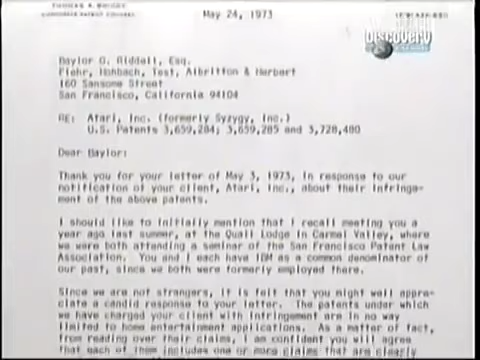 THOMAS A. BRIODY
CORPORATE PATENT COUNSEL
May 24, 1973
DISCOVERY
Baylor G. Riddell, Esq.
Flehr, Hohbach, Test, Albritton & Herbert
160 Sansome Street
San Francisco, California 94104
RE: Atari, Inc. (formerly Syzygy, Inc.)
U.S. Patents 3,659,284; 3,659,285 and 3,728,480
Dear Baylor:
Thank you for your letter of May 3, 1973, in response to our
notification of your client, Atari, Inc., about their infringe-
ment of the above patents.
I should like to initially mention that I recall meeting you a
year ago last summer, at the Quail Lodge in Carmel Valley, where
we were both attending a seminar of the San Francisco Patent Law
Association. You and I each have IBM as a common denominator of
our past, since we both were formerly employed there.
Since we are not strangers, it is felt that you might well appre-
ciate a candid response to your letter. The patents under which
we have charged your client with infringement are in no way
limited to home entertainment applications. As a matter of fact,
from reading over their claims, I am confident you will agree
that each of them includes one or more claims that are clearly